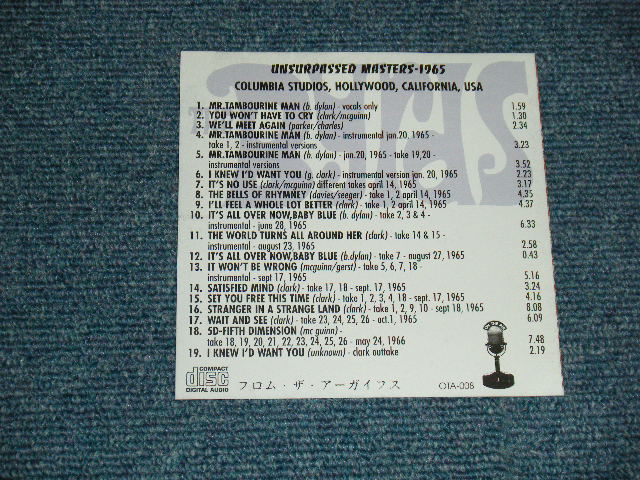 UNSURPASSED MASTERS-1965
COLUMBIA STUDIOS, HOLLYWOOD, CALIFORNIA, USA
1. MR.TAMBOURINE MAN (b. dylan) - vocals only 1.59
2. YOU WON'T HAVE TO CRY (clark/mcguinn) 1.30
3. WE'LL MEET AGAIN (parker/charles) 2.34
4. MR.TAMBOURINE MAN (b. dylan) - instrumental jan.20, 1965 -
take 1, 2 - instrumental versions 3.23
5. MR.TAMBOURINE MAN (b. dylan) - jan.20, 1965 - take 19,20 -
instrumental versions 3.52
6. I KNEW I'D WANT YOU (g. clark) - instrumental version jan. 20, 1965 2.23
7. IT'S NO USE (clark/mcguinn) different takes april 14, 1965 3.17
8. THE BELLS OF RHYMNEY (davies/seeger) - take 1, 2 april 14, 1965 4.35
9. I'LL FEEL A WHOLE LOT BETTER (clark) - take 1, 2 april 14, 1965 4.37
10. IT'S ALL OVER NOW,BABY BLUE (b. dylan) - take 2, 3 & 4 -
instrumental - june 28, 1965 6.33
11. THE WORLD TURNS ALL AROUND HER (clark) - take 14 & 15 -
instrumental - august 23, 1965 2.58
12. IT'S ALL OVER NOW,BABY BLUE (b.dylan) - take 7 - august 27, 1965 0.43
13. IT WON'T BE WRONG (mcguinn/gerst) - take 5, 6, 7, 18 -
instrumental - sept 17, 1965 5.16
14. SATISFIED MIND (clark) - take 17, 18 - sept. 17, 1965 3.24
15. SET YOU FREE THIS TIME (clark) - take 1, 2, 3, 4, 18 - sept. 17, 1965 4.16
16. STRANGER IN A STRANGE LAND (clark) - take 1, 2, 9, 10 - sept 18, 1965 8.08
17. WAIT AND SEE (clark) - take 23, 24, 25, 26 - oct.1, 1965 6.09
18. 5D-FIFTH DIMENSION (mc guinn) -
take 18, 19, 20, 21, 22, 23, 24, 25, 26 - may 24, 1966 7.48
19. I KNEW I'D WANT YOU (unknown) - clark outtake 2.19
COMPACT
disc
DIGITAL AUDIO
フロム・ザ・アーガイフス
OTA-008